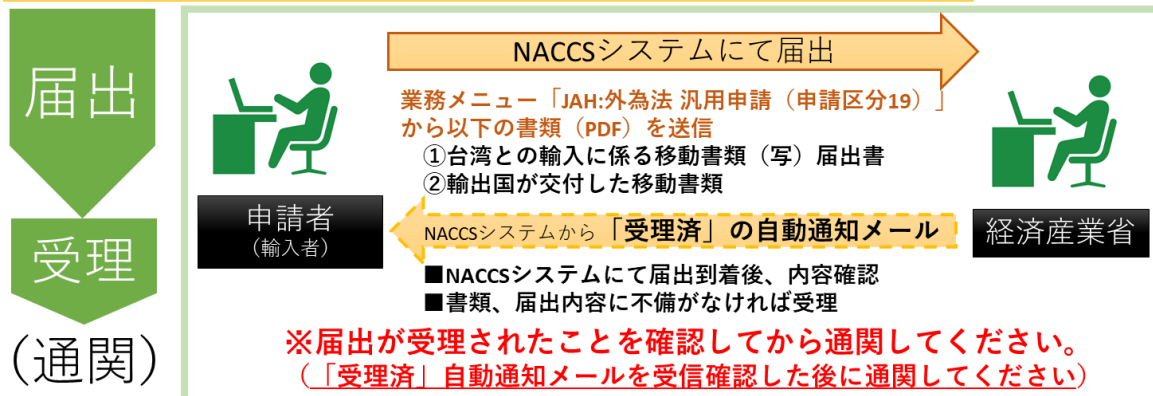 届出
受理
(通関)
NACCSシステムにて届出
業務メニュー「JAH:外為法 汎用申請（申請区分19）」
から以下の書類（PDF）を送信
①台湾との輸入に係る移動書類（写）届出書
②輸出国が交付した移動書類
申請者
(輸入者)
NACCSシステムから「受理済」の自動通知メール
経済産業省
■NACCSシステムにて届出到着後、内容確認
■書類、届出内容に不備がなければ受理
※届出が受理されたことを確認してから通関してください。
（「受理済」自動通知メールを受信確認した後に通関してください）